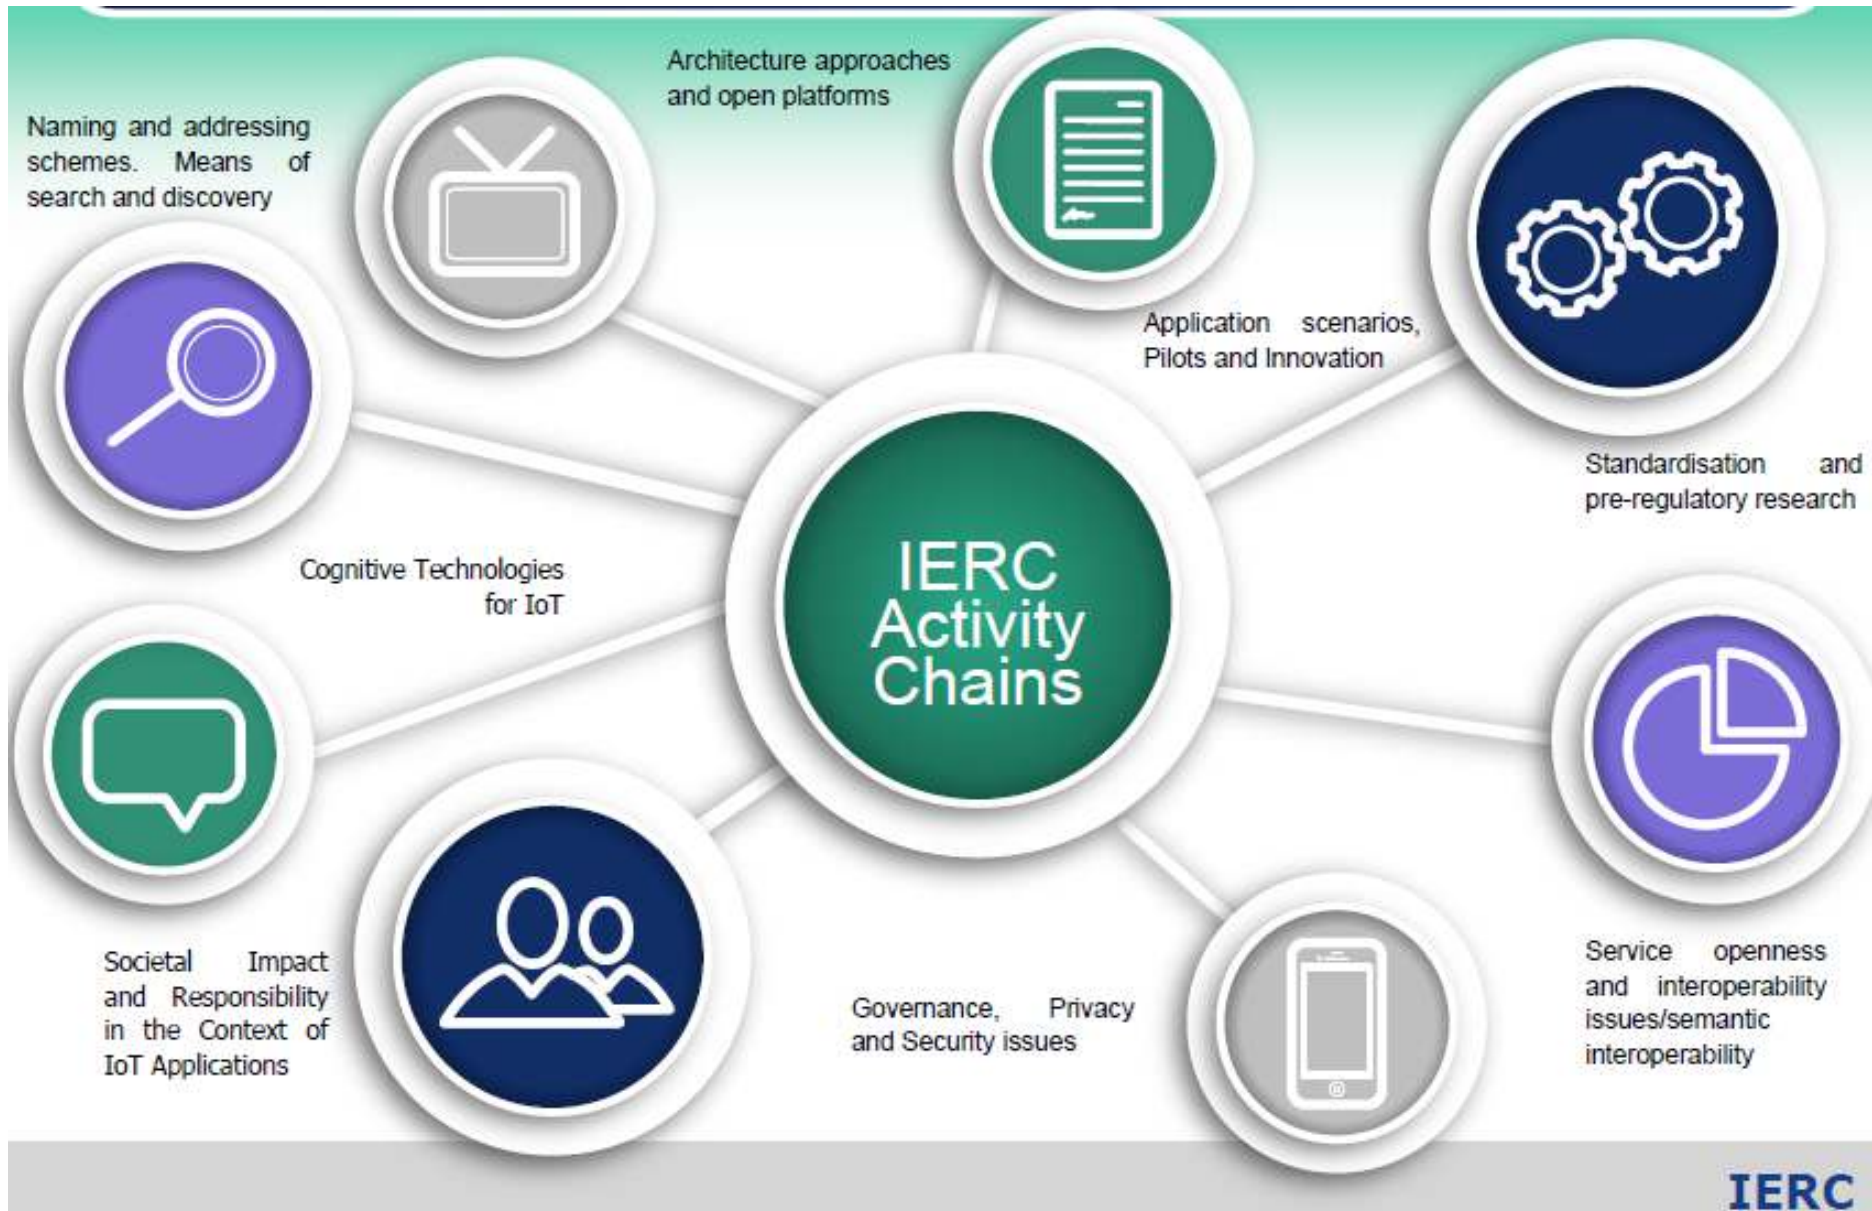 Architecture approaches
and open platforms
Naming and addressing
schemes. Means of
search and discovery
Application scenarios,
Pilots and Innovation
Standardisation and
pre-regulatory research
Cognitive Technologies
for IoT
IERC
Activity
Chains
Societal Impact
and Responsibility
in the Context of
IoT Applications
Governance, Privacy
and Security issues
Service openness
and interoperability
issues/semantic
interoperability
IERC